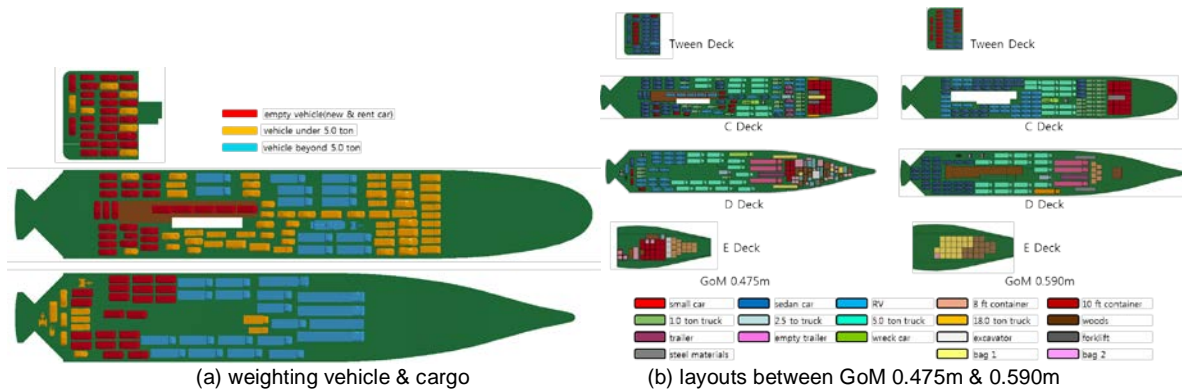 empty vehicle(new & rent car)
vehicle under 5.0 ton
vehicle beyond 5.0 ton
(a) weighting vehicle & cargo
Tween Deck
Tween Deck
C Deck
C Deck
D Deck
D Deck
E Deck
E Deck
GoM 0.475m
GoM 0.590m
small car
sedan car
RV
8 ft container
10 ft container
1.0 ton truck
2.5 to truck
5.0 ton truck
18.0 ton truck
woods
trailer
empty trailer
wreck car
excavator
forklift
steel materials
bag 1
bag 2
(b) layouts between GoM 0.475m & 0.590m